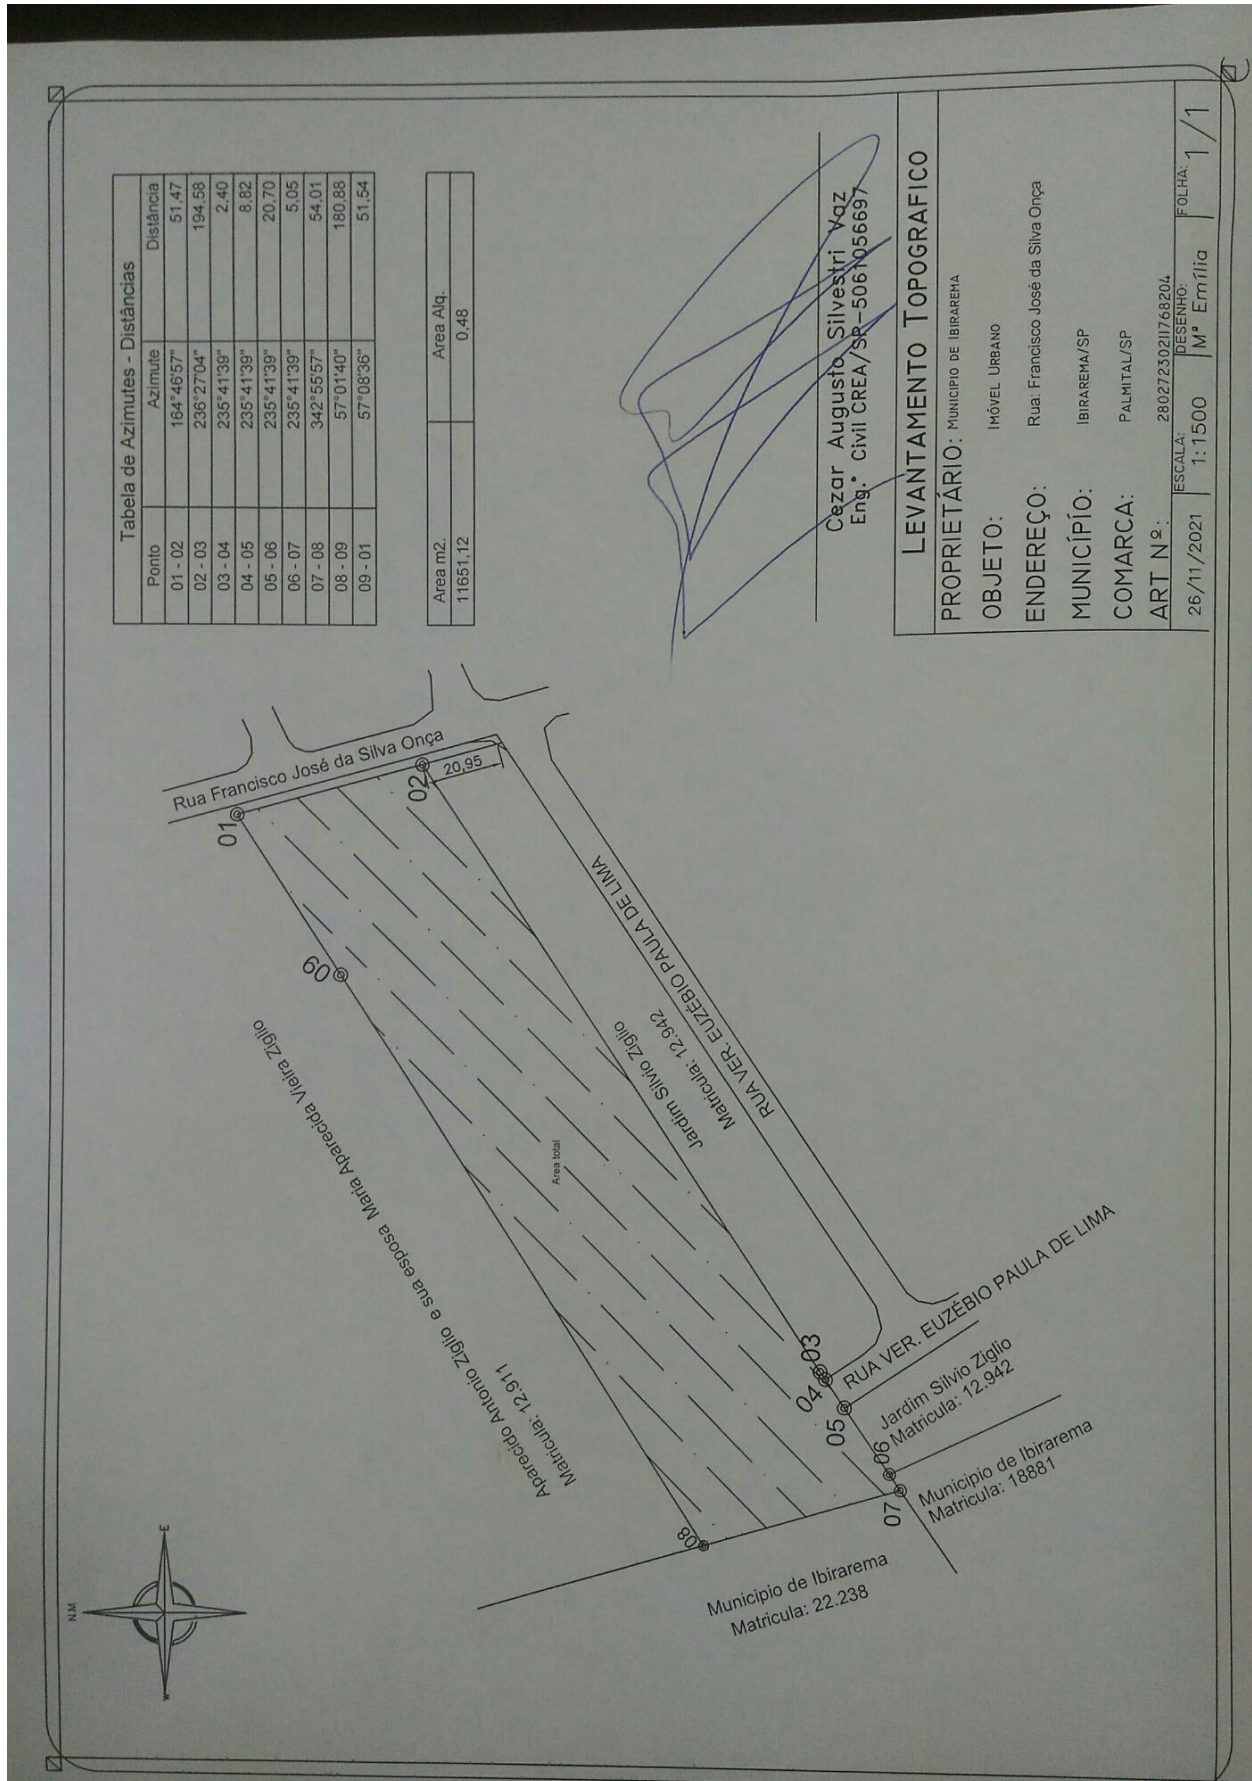 N.M
E
Rua Francisco José da Silva Onça
01
02
20,95
09
Aparecido Antonio Ziglio e sua esposa Maria Aparecida Vieira Ziglio
Matricula: 12.911
Area total
Jardim Silvio Ziglio
Matricula: 12.942
RUA VER. EUZÉBIO PAULA DE LIMA
RUA VER. EUZÉBIO PAULA DE LIMA
03
04
RUA VER. EUZÉBIO PAULA DE LIMA
05
Jardim Silvio Ziglio
Matricula: 12.942
06
07
Municipio de Ibirarema
Matricula: 18881
08
Municipio de Ibirarema
Matricula: 22.238
Tabela de Azimutes - Distâncias
Ponto Azimute Distância
01 - 02 164°46'57" 51,47
02 - 03 236°27'04" 194,58
03 - 04 235°41'39" 2,40
04 - 05 235°41'39" 8,82
05 - 06 235°41'39" 20,70
06 - 07 235°41'39" 5,05
07 - 08 342°55'57" 54,01
08 - 09 57°01'40" 180,88
09 - 01 57°08'36" 51,54
Area m2. Area Alq.
11651,12 0,48
Cezar Augusto Silvestri Vaz
Eng.° Civil CREA/SP-5061056697
LEVANTAMENTO TOPOGRAFICO
PROPRIETÁRIO: MUNICIPIO DE IBIRAREMA
OBJETO: IMÓVEL URBANO
ENDEREÇO: Rua: Francisco José da Silva Onça
MUNICÍPIO: IBIRAREMA/SP
COMARCA: PALMITAL/SP
ART Nº: 28027230211768204
26/11/2021 ESCALA: 1:1500 DESENHO: Mª Emília FOLHA: 1/1